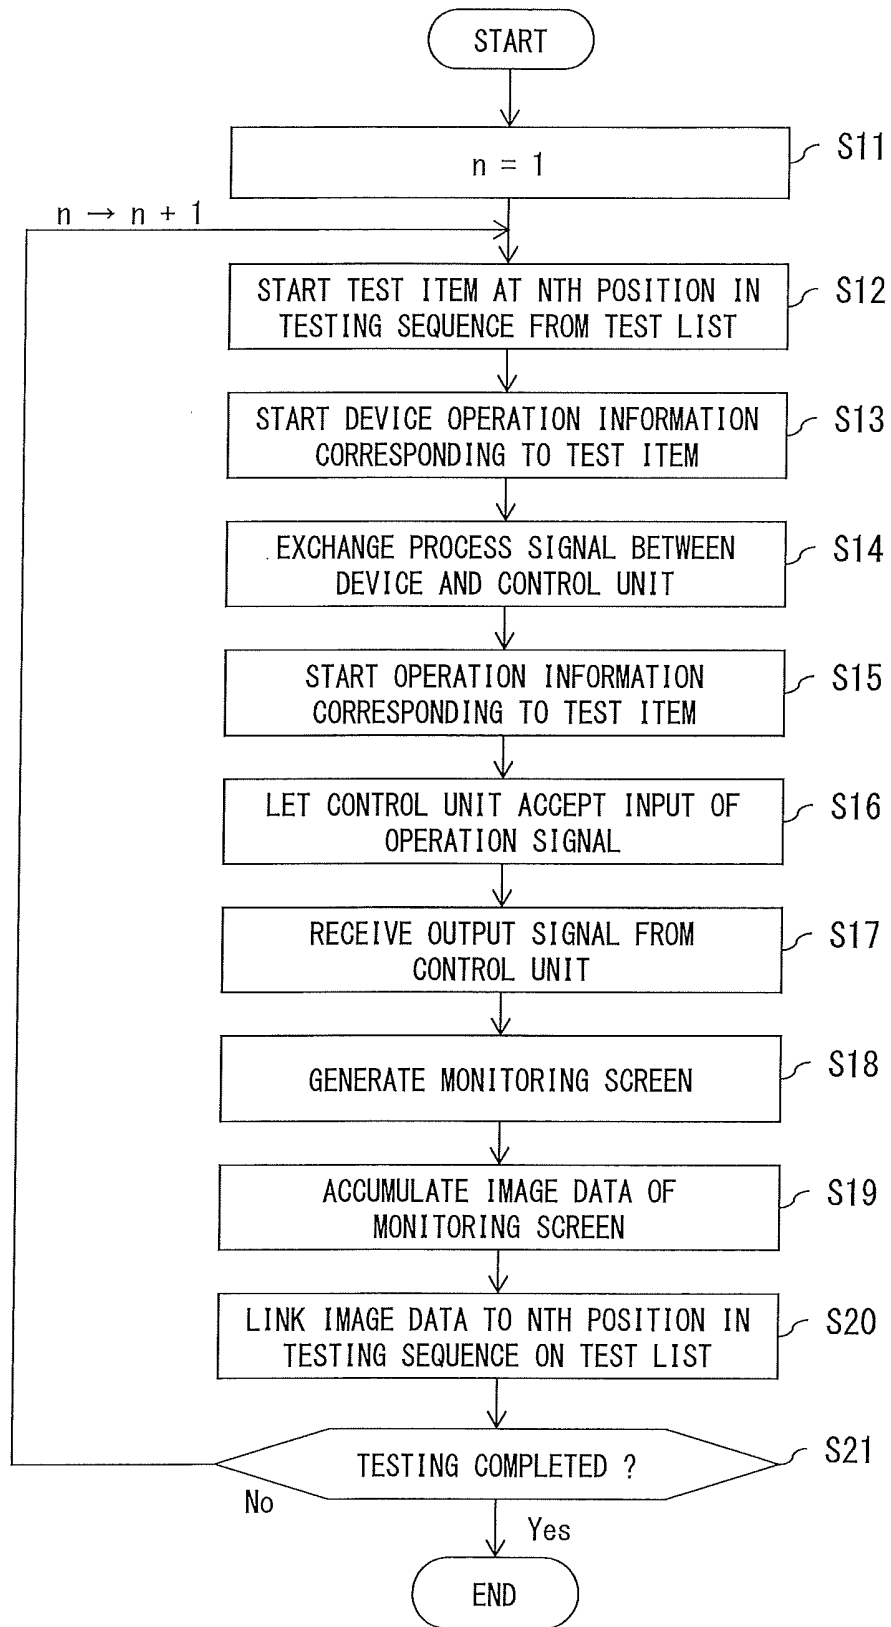 START
n = 1
S11
n → n + 1
START TEST ITEM AT NTH POSITION IN
TESTING SEQUENCE FROM TEST LIST
S12
START DEVICE OPERATION INFORMATION
CORRESPONDING TO TEST ITEM
S13
EXCHANGE PROCESS SIGNAL BETWEEN
DEVICE AND CONTROL UNIT
S14
START OPERATION INFORMATION
CORRESPONDING TO TEST ITEM
S15
LET CONTROL UNIT ACCEPT INPUT OF
OPERATION SIGNAL
S16
RECEIVE OUTPUT SIGNAL FROM
CONTROL UNIT
S17
GENERATE MONITORING SCREEN
S18
ACCUMULATE IMAGE DATA OF
MONITORING SCREEN
S19
LINK IMAGE DATA TO NTH POSITION IN
TESTING SEQUENCE ON TEST LIST
S20
TESTING COMPLETED ?
S21
No
Yes
END